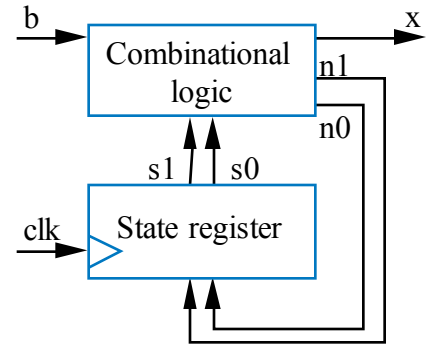 b
x
Combinational
logic
n1
n0
s1
s0
clk
State register